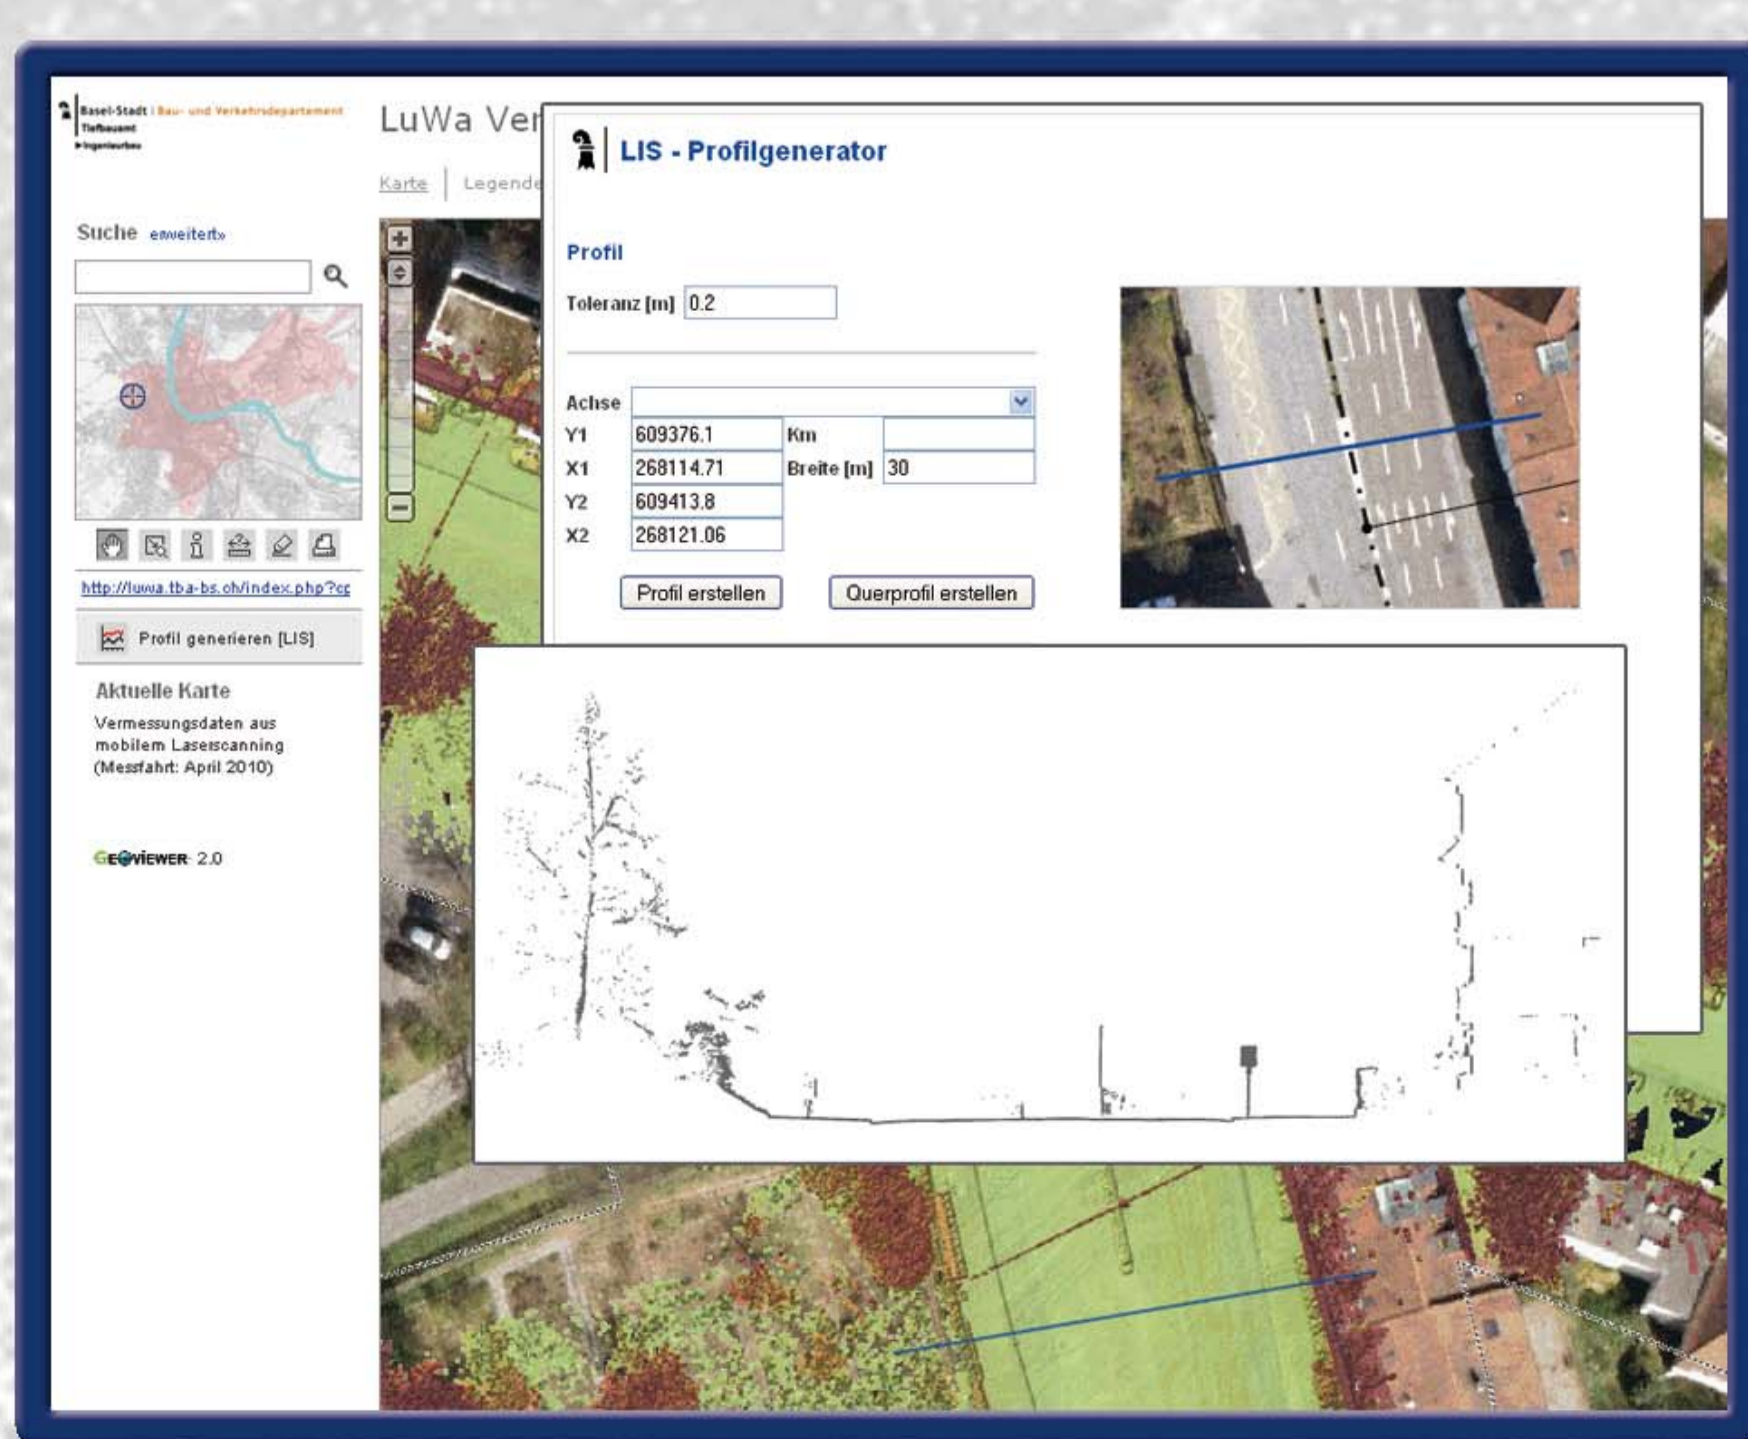 Basel-Stadt | Bau- und Verkehrsdepartement
Tiefbauamt
Ingenieurbau
LuWa Ver
Karte
Legende
Suche erweitert»
http://luwa.tba-bs.ch/index.php?cp
Profil generieren [LIS]
Aktuelle Karte
Vermessungsdaten aus
mobilem Laserscanning
(Messfahrt: April 2010)
GEOVIEWER 2.0
LIS - Profilgenerator
Profil
Toleranz [m] 0.2
Achse
Y1 609376.1 Km
X1 268114.71 Breite [m] 30
Y2 609413.8
X2 268121.06
Profil erstellen
Querprofil erstellen